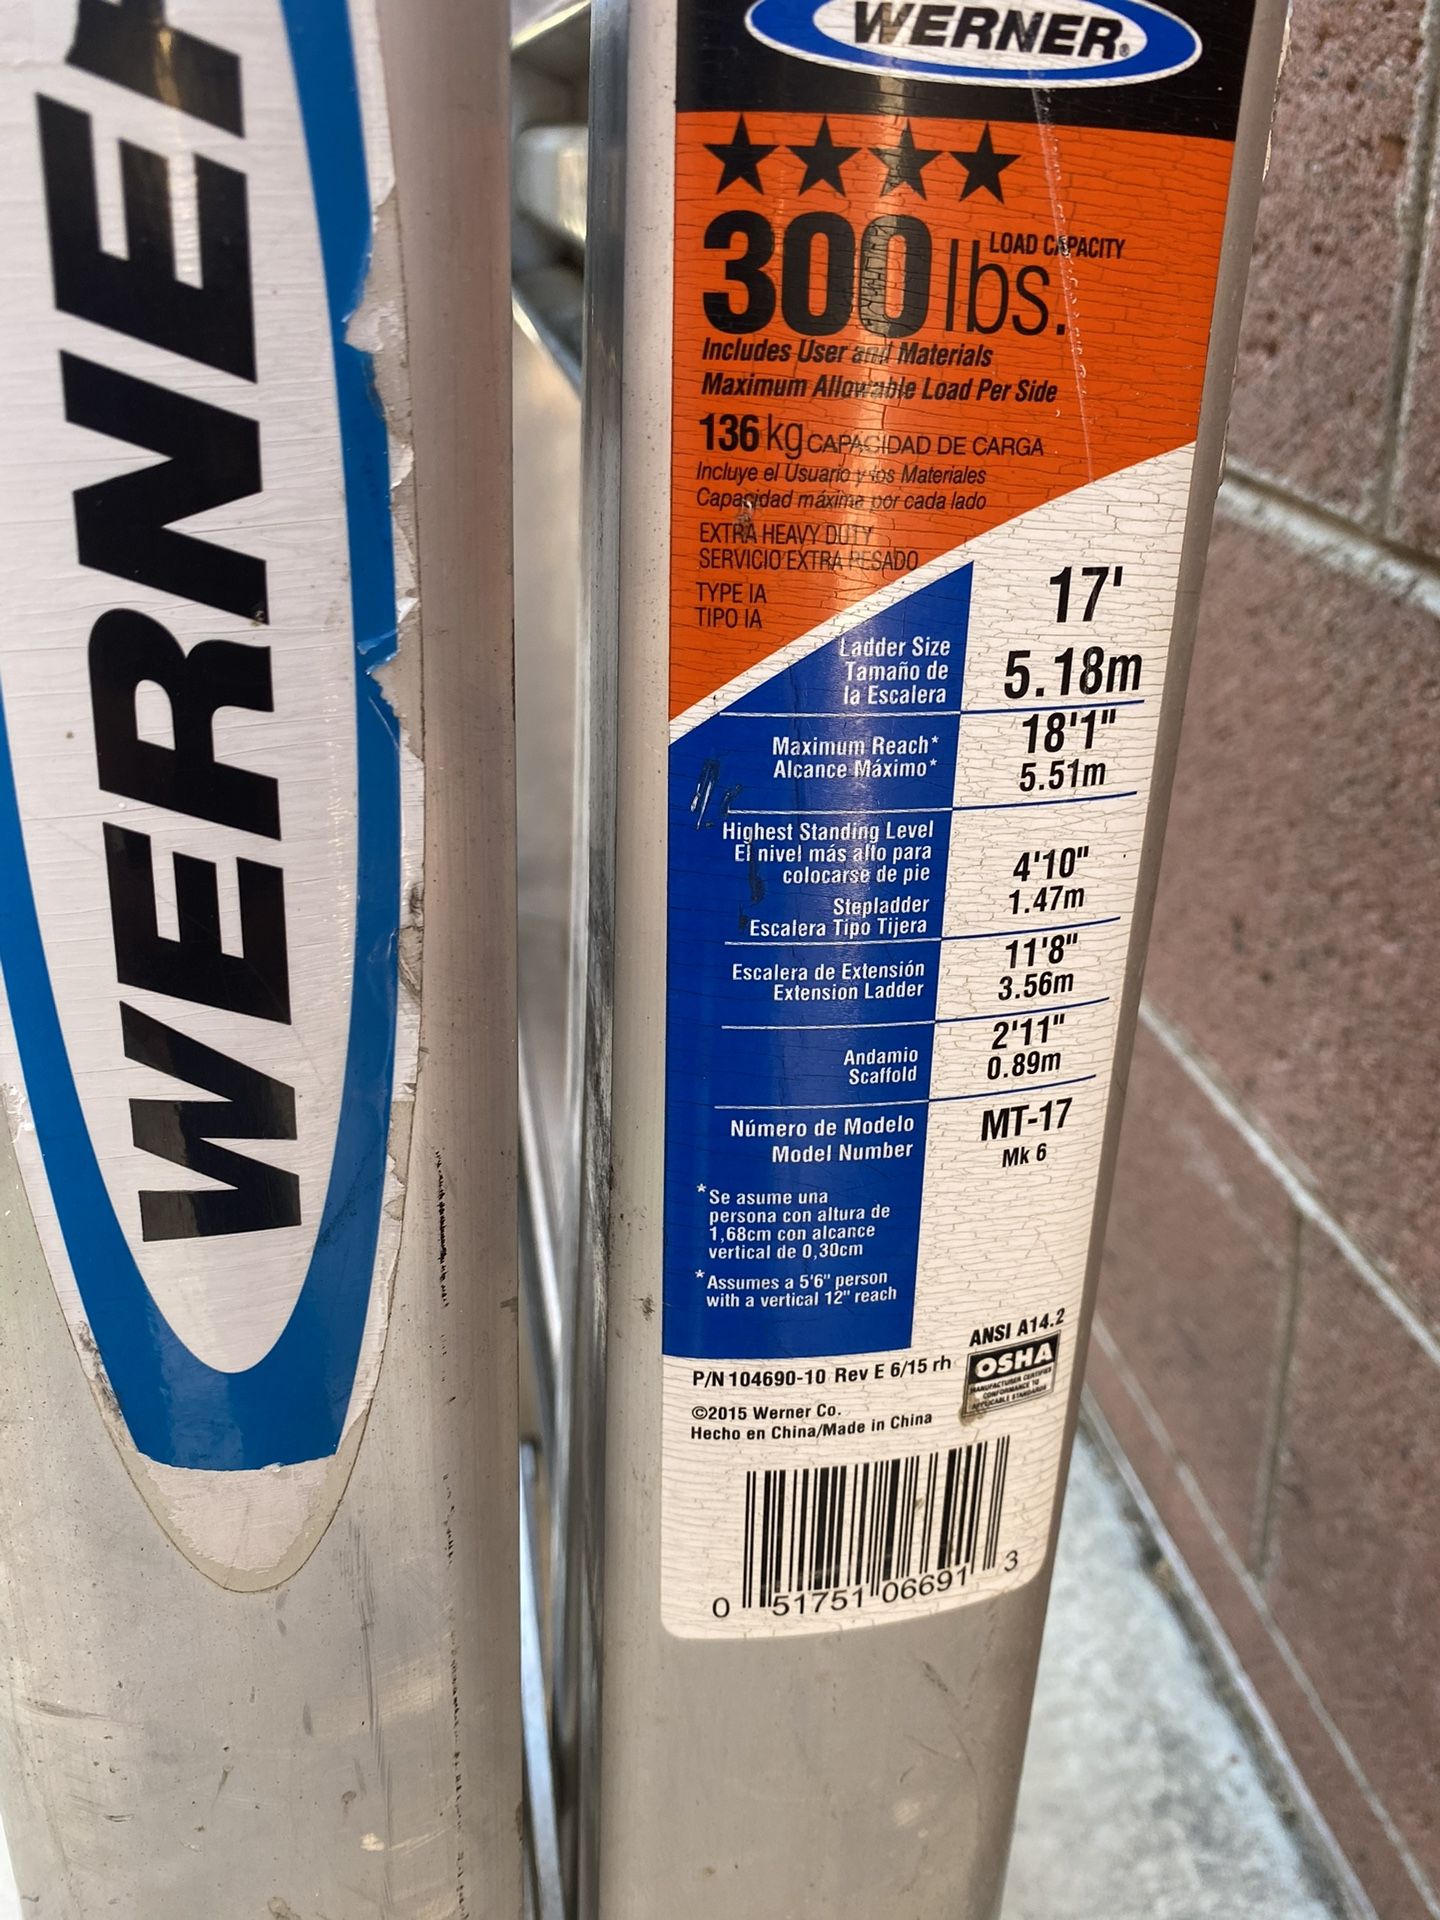 WERNER
WERNER®
300 lbs. LOAD CAPACITY
Includes User and Materials
Maximum Allowable Load Per Side
136 kg CAPACIDAD DE CARGA
Incluye el Usuario y los Materiales
Capacidad máxima por cada lado
EXTRA HEAVY DUTY
SERVICIO EXTRA PESADO
TYPE IA
TIPO IA
Ladder Size
Tamaño de
la Escalera
17'
5.18m
Maximum Reach*
Alcance Máximo*
18'1"
5.51m
Highest Standing Level
El nivel más alto para
colocarse de pie
Stepladder
Escalera Tipo Tijera
4'10"
1.47m
Escalera de Extensión
Extension Ladder
11'8"
3.56m
Andamio
Scaffold
2'11"
0.89m
Número de Modelo
Model Number
MT-17
Mk 6
*Se asume una
persona con altura de
1,68cm con alcance
vertical de 0,30cm
*Assumes a 5'6" person
with a vertical 12" reach
ANSI A14.2
OSHA
MANUFACTURER CERTIFIES
CONFORMANCE TO
APPLICABLE STANDARDS
P/N 104690-10 Rev E 6/15 rh
©2015 Werner Co.
Hecho en China/Made in China
0 51751 06691 3